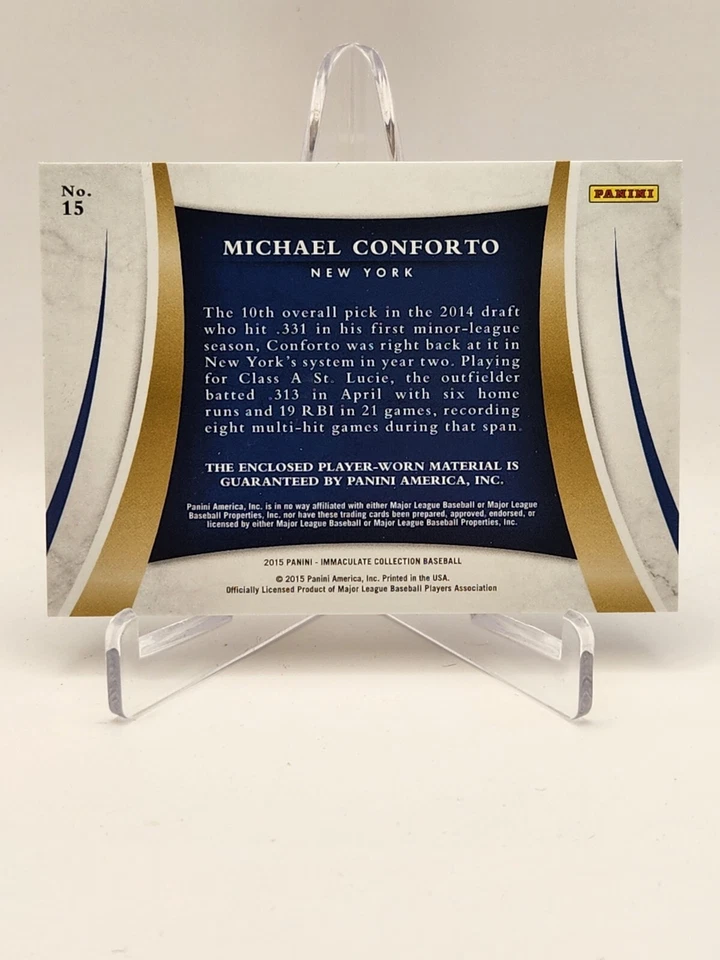 No.
15
PANINI
MICHAEL CONFORTO
NEW YORK
The 10th overall pick in the 2014 draft
who hit .331 in his first minor-league
season, Conforto was right back at it in
New York's system in year two. Playing
for Class A St. Lucie, the outfielder
batted .313 in April with six home
runs and 19 RBI in 21 games, recording
eight multi-hit games during that span.
THE ENCLOSED PLAYER-WORN MATERIAL IS
GUARANTEED BY PANINI AMERICA, INC.
Panini America, Inc. is in no way affiliated with either Major League Baseball or Major League
Baseball Properties, Inc. nor have these trading cards been prepared, approved, endorsed, or
licensed by either Major League Baseball or Major League Baseball Properties, Inc.
2015 PANINI - IMMACULATE COLLECTION BASEBALL
© 2015 Panini America, Inc. Printed in the USA.
Officially Licensed Product of Major League Baseball Players Association